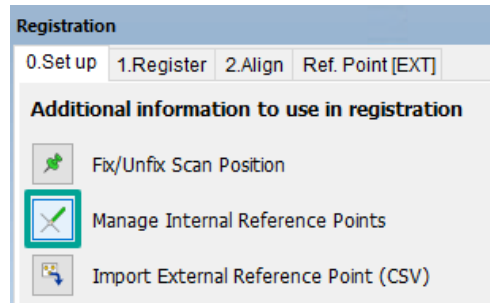 Registration
0.Set up 1.Register 2.Align Ref. Point [EXT]
Additional information to use in registration
Fix/Unfix Scan Position
Manage Internal Reference Points
Import External Reference Point (CSV)